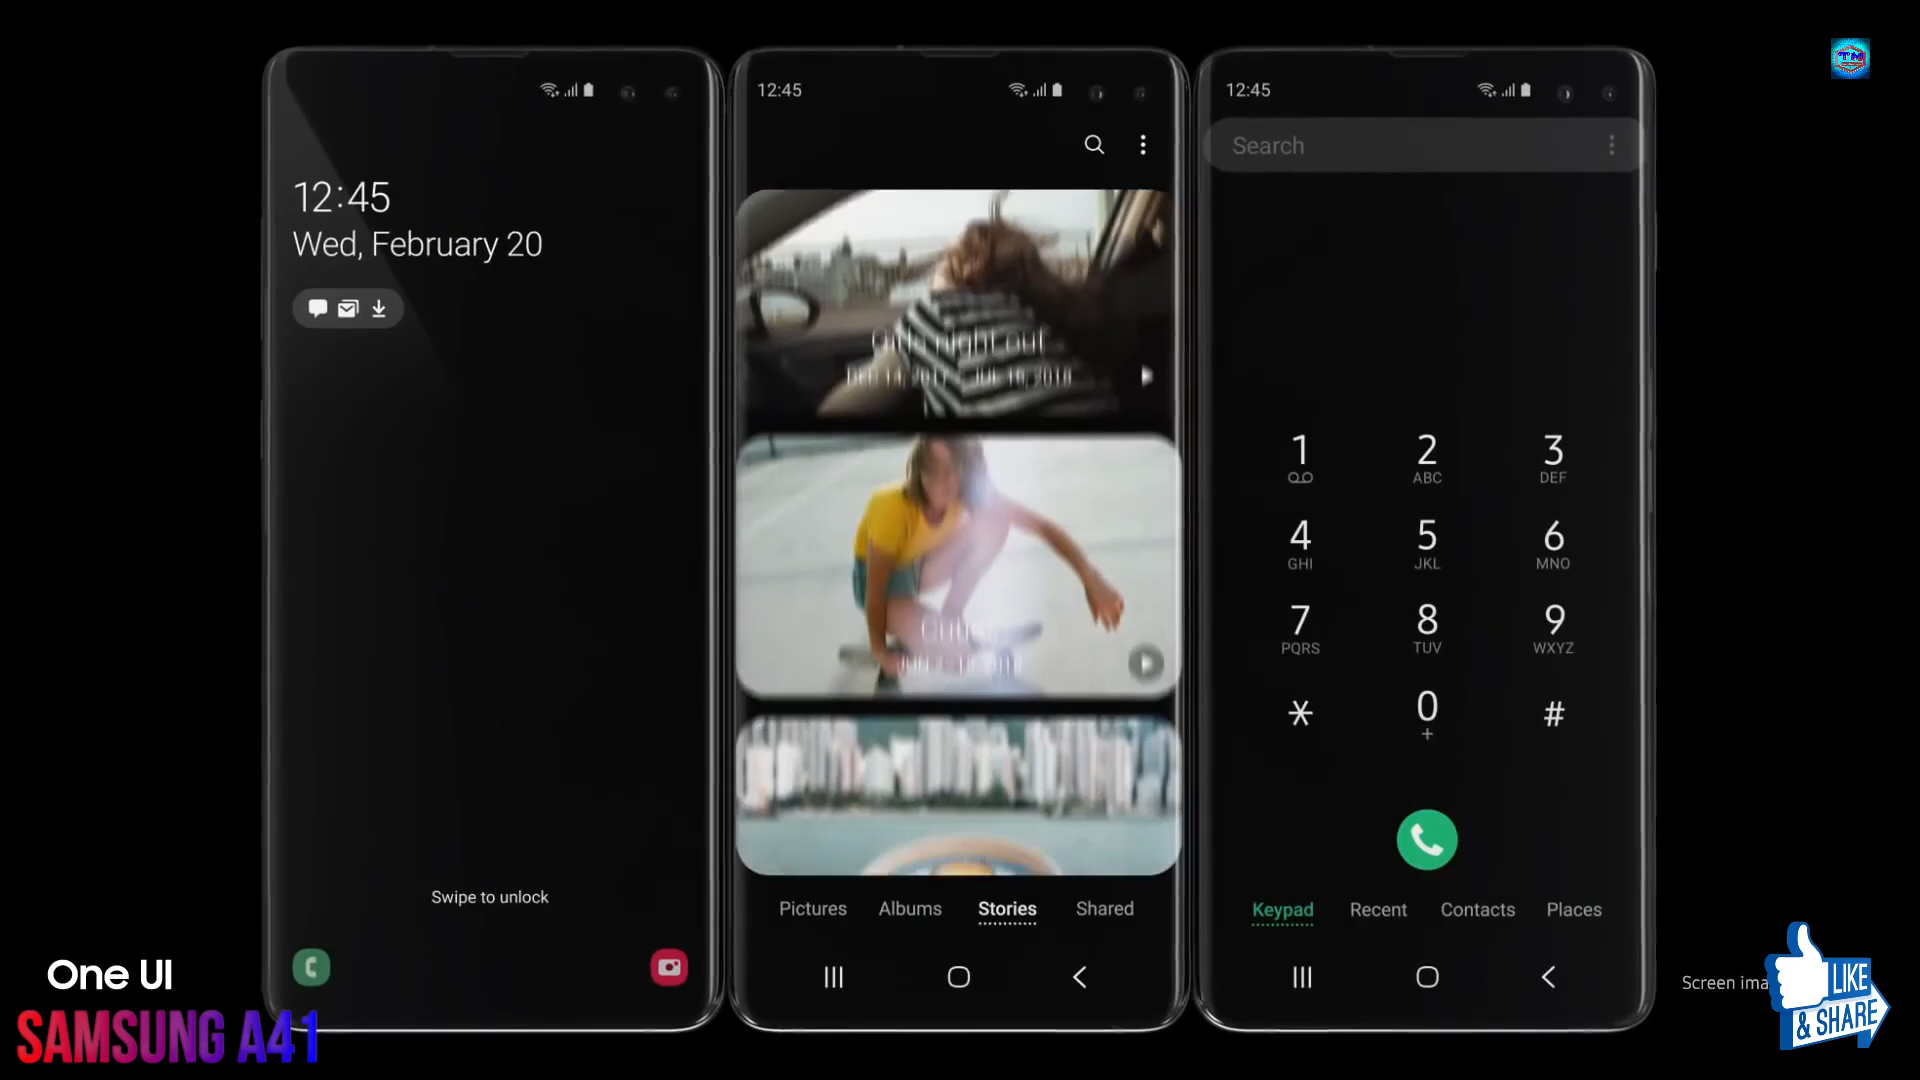 12:45
Wed, February 20
Swipe to unlock
12:45
Pictures Albums Stories Shared
12:45
Search
1 2 3
ABC DEF
4 5 6
GHI JKL MNO
7 8 9
PQRS TUV WXYZ
* 0 #
+
Keypad Recent Contacts Places
One UI
SAMSUNG A41
Screen
LIKE
& SHARE
TM